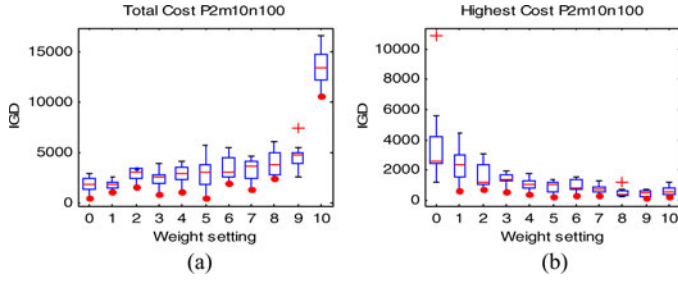 Total Cost P2m10n100
15000
10000
5000
0
IGD
0 1 2 3 4 5 6 7 8 9 10
Weight setting
(a)
Highest Cost P2m10n100
10000
8000
6000
4000
2000
0
IGD
0 1 2 3 4 5 6 7 8 9 10
Weight setting
(b)